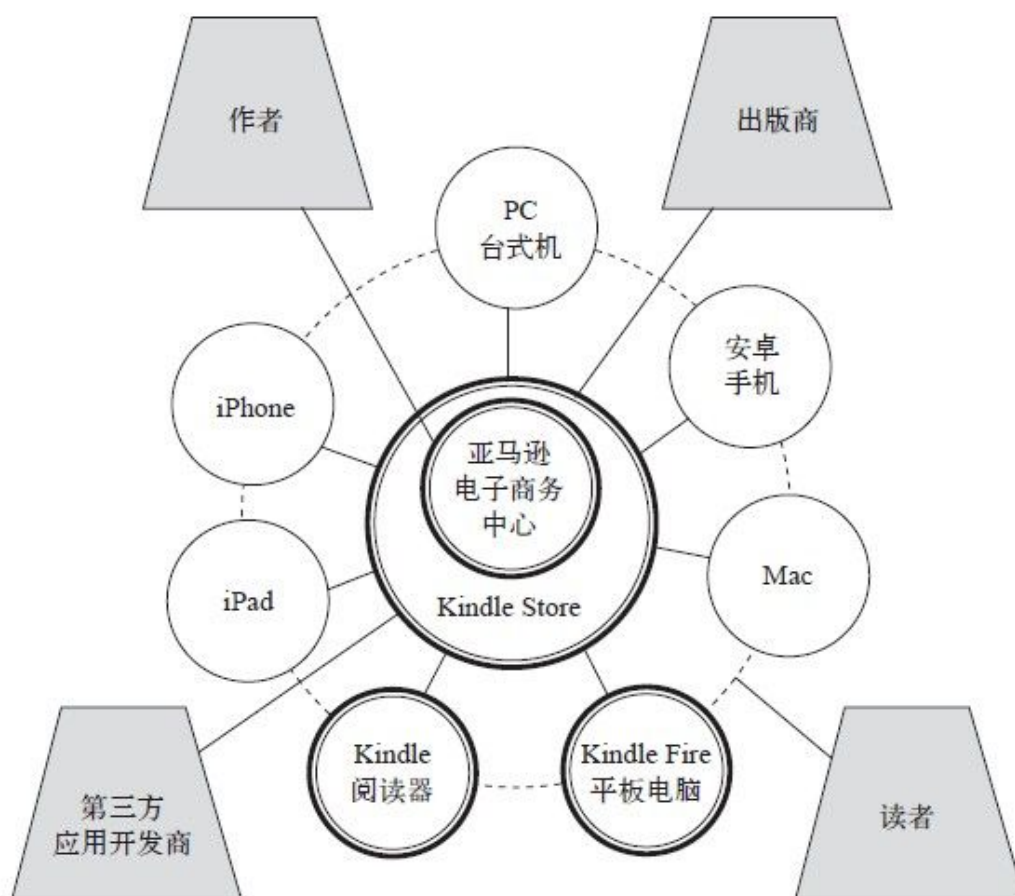 作者
出版商
PC
台式机
iPhone
安卓
手机
亚马逊
电子商务
中心
Kindle Store
iPad
Mac
Kindle
阅读器
Kindle Fire
平板电脑
第三方
应用开发商
读者